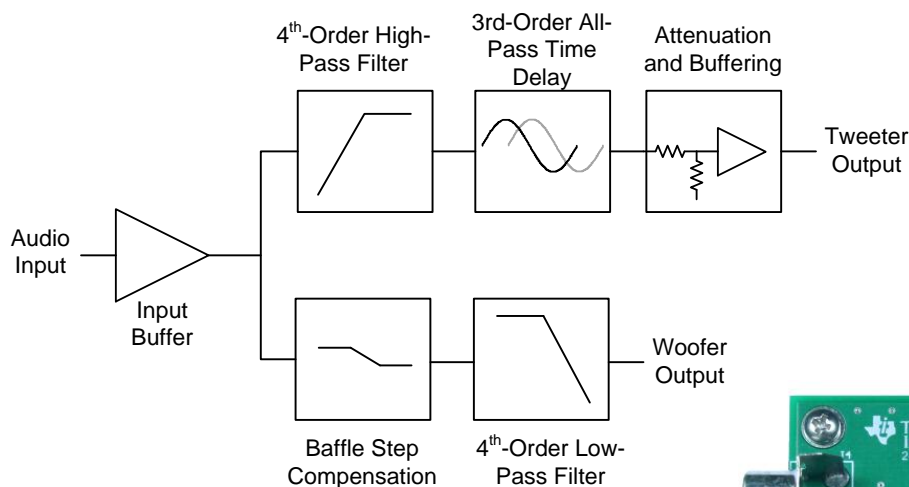 4th-Order High-
Pass Filter
3rd-Order All-
Pass Time
Delay
Attenuation
and Buffering
Tweeter
Output
Audio
Input
Input
Buffer
Woofer
Output
Baffle Step
Compensation
4th-Order Low-
Pass Filter